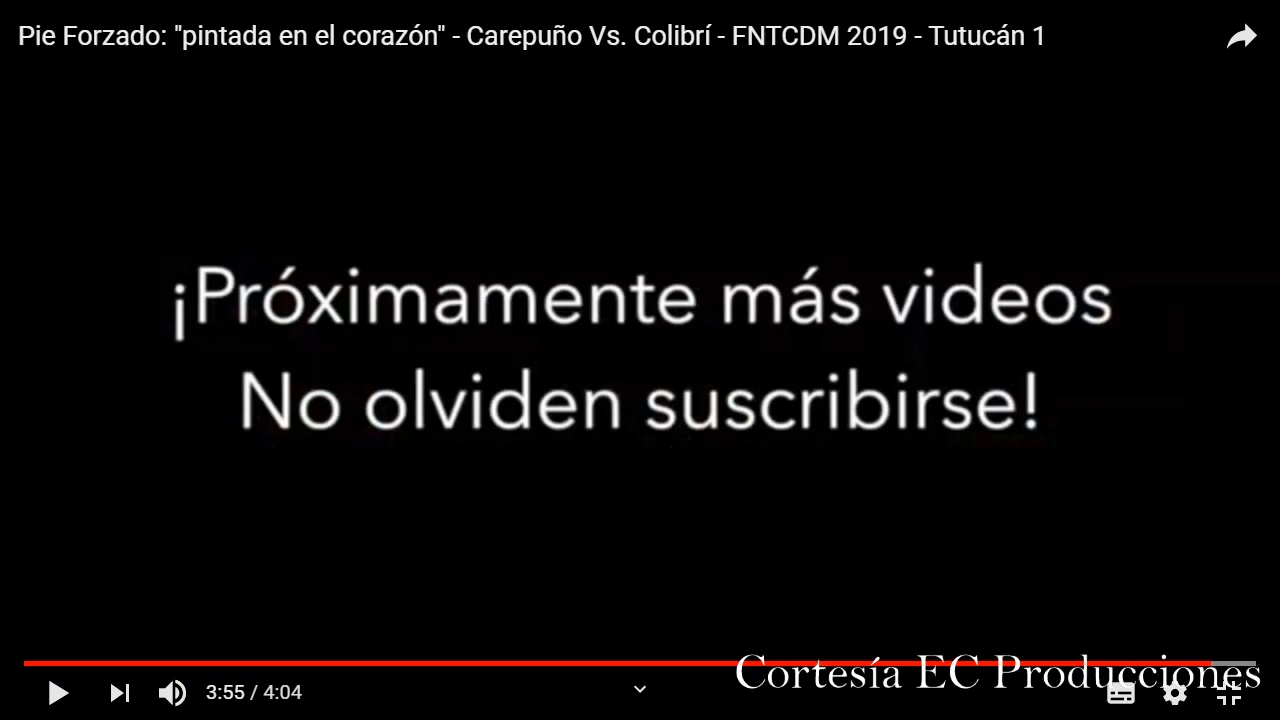 Pie Forzado: "pintada en el corazón" - Carepuño Vs. Colibrí - FNTCDM 2019 - Tutucán 1
¡Próximamente más videos
No olviden suscribirse!
Cortesía EC Producciones
3:55 / 4:04